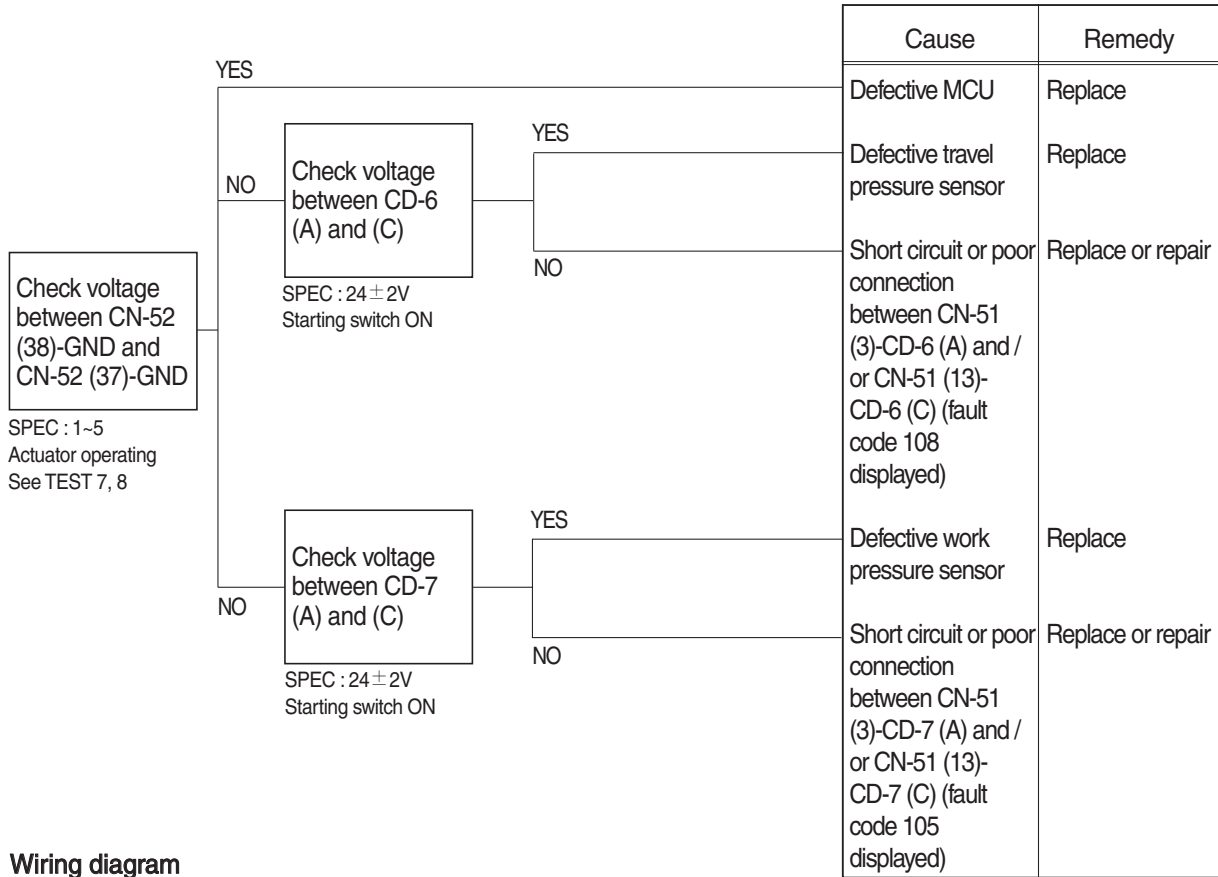 Cause
Remedy
YES
Defective MCU
Replace
NO
Check voltage
between CD-6
(A) and (C)
SPEC : 24±2V
Starting switch ON
YES
Defective travel
pressure sensor
Replace
NO
Short circuit or poor
connection
between CN-51
(3)-CD-6 (A) and /
or CN-51 (13)-
CD-6 (C) (fault
code 108
displayed)
Replace or repair
Check voltage
between CN-52
(38)-GND and
CN-52 (37)-GND
SPEC : 1~5
Actuator operating
See TEST 7, 8
NO
Check voltage
between CD-7
(A) and (C)
SPEC : 24±2V
Starting switch ON
YES
Defective work
pressure sensor
Replace
NO
Short circuit or poor
connection
between CN-51
(3)-CD-7 (A) and /
or CN-51 (13)-
CD-7 (C) (fault
code 105
displayed)
Replace or repair
Wiring diagram